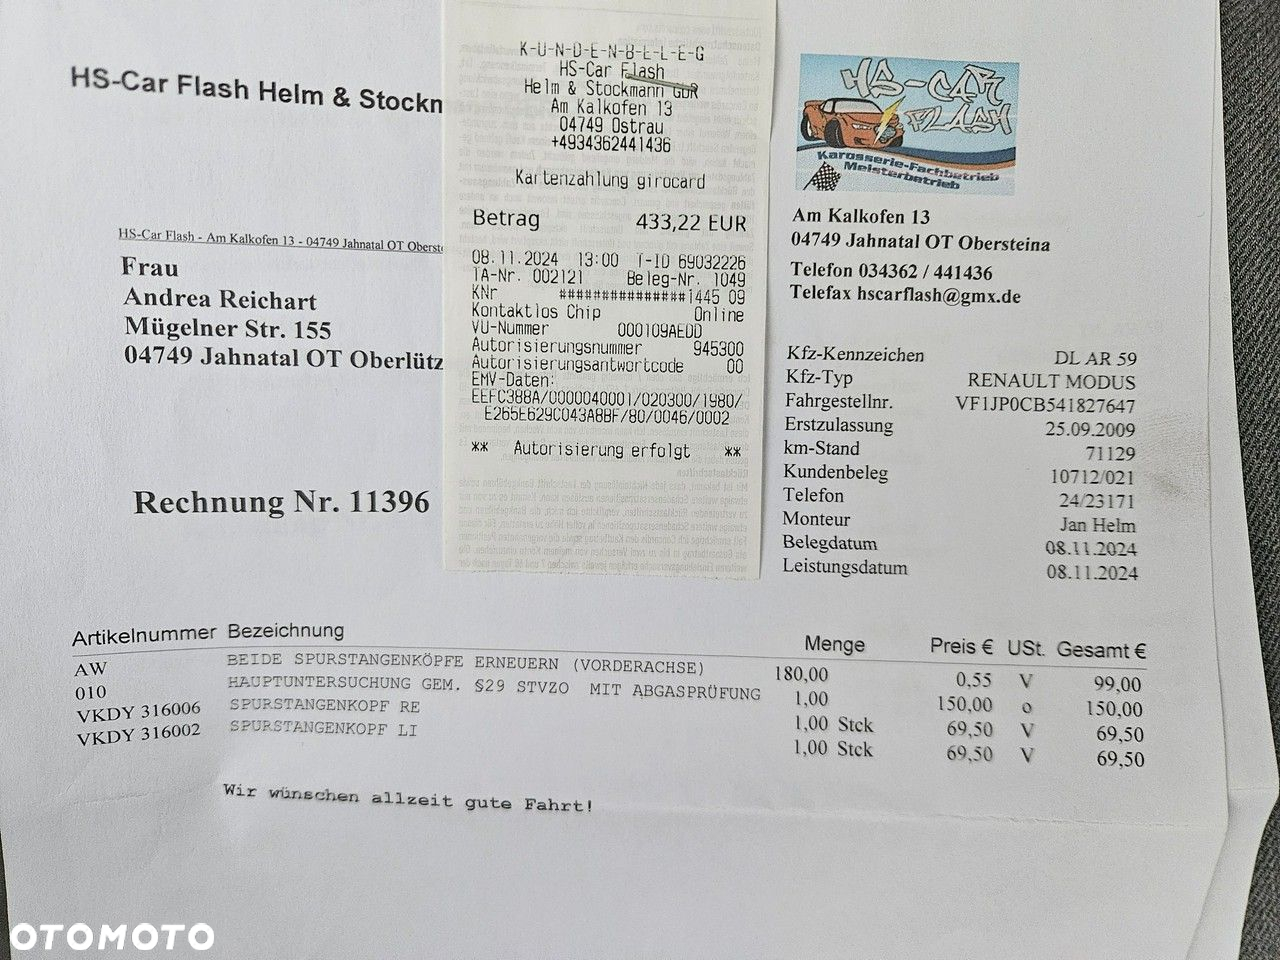 HS-Car Flash Helm & Stockm
K-U-N-D-E-N-B-E-L-E-G
HS-Car Flash
Helm & Stockmann GbR
Am Kalkofen 13
04749 Ostrau
+4934362441436
Kartenzahlung girocard
Betrag 433,22 EUR
08.11.2024 13:00 T-ID 69032226
TA-Nr. 002121 Beleg-Nr. 1049
KNr ###############1445 09
Kontaktlos Chip Online
VU-Nummer 000109AEDD
Autorisierungsnummer 945300
Autorisierungsantwortcode 00
EMV-Daten:
EEFC388A/0000040001/020300/1980/
E265E629C043A8BF/80/0046/0002
** Autorisierung erfolgt **
HS-CAR
FLASH
Karosserie-Fachbetrieb
Meisterbetrieb
Am Kalkofen 13
04749 Jahnatal OT Obersteina
Telefon 034362 / 441436
Telefax hscarflash@gmx.de
HS-Car Flash - Am Kalkofen 13 - 04749 Jahnatal OT Oberste
Frau
Andrea Reichart
Mügelner Str. 155
04749 Jahnatal OT Oberlütz
Kfz-Kennzeichen DL AR 59
Kfz-Typ RENAULT MODUS
Fahrgestellnr. VF1JP0CB541827647
Erstzulassung 25.09.2009
km-Stand 71129
Kundenbeleg 10712/021
Telefon 24/23171
Monteur Jan Helm
Belegdatum 08.11.2024
Leistungsdatum 08.11.2024
Rechnung Nr. 11396
Artikelnummer Bezeichnung Menge Preis € USt. Gesamt €
AW BEIDE SPURSTANGENKÖPFE ERNEUERN (VORDERACHSE) 180,00 0,55 V 99,00
010 HAUPTUNTERSUCHUNG GEM. §29 STVZO MIT ABGASPRÜFUNG 1,00 150,00 o 150,00
VKDY 316006 SPURSTANGENKOPF RE 1,00 Stck 69,50 V 69,50
VKDY 316002 SPURSTANGENKOPF LI 1,00 Stck 69,50 V 69,50
Wir wünschen allzeit gute Fahrt!
OTOMOTO